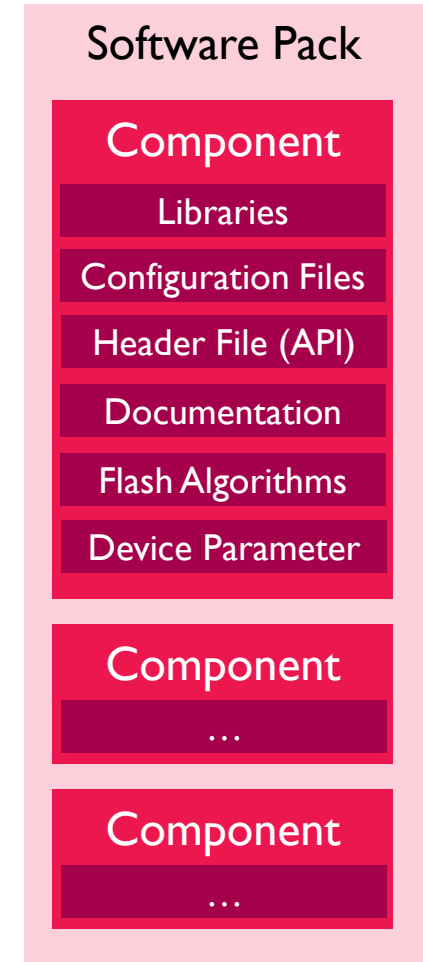 Software Pack
Component
Libraries
Configuration Files
Header File (API)
Documentation
Flash Algorithms
Device Parameter
Component
…
Component
…